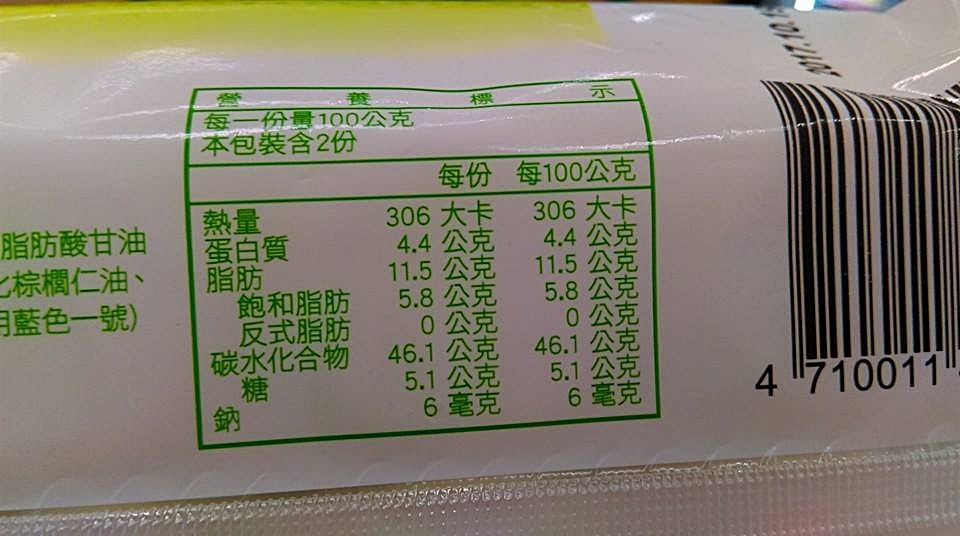 營養標示
每一份量100公克
本包裝含2份
每份 每100公克
熱量 306 大卡 306 大卡
蛋白質 4.4 公克 4.4 公克
脂肪 11.5 公克 11.5 公克
飽和脂肪 5.8 公克 5.8 公克
反式脂肪 0 公克 0 公克
碳水化合物 46.1 公克 46.1 公克
糖 5.1 公克 5.1 公克
鈉 6 毫克 6 毫克
脂肪酸甘油
棕櫚仁油、
藍色一號)
4 710011